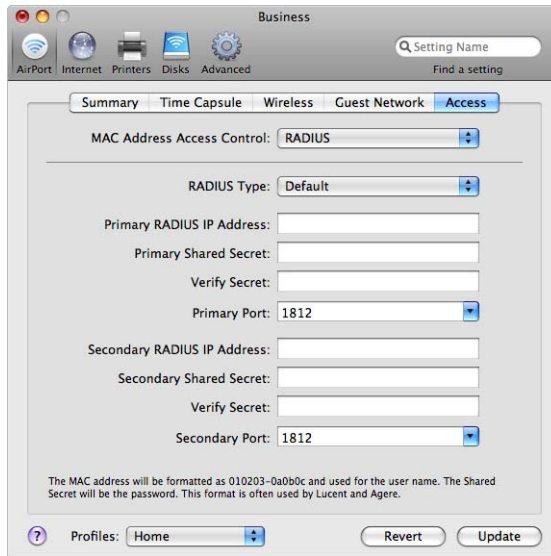 Business
Setting Name
AirPort Internet Printers Disks Advanced
Find a setting
Summary Time Capsule Wireless Guest Network Access
MAC Address Access Control: RADIUS
RADIUS Type: Default
Primary RADIUS IP Address:
Primary Shared Secret:
Verify Secret:
Primary Port: 1812
Secondary RADIUS IP Address:
Secondary Shared Secret:
Verify Secret:
Secondary Port: 1812
The MAC address will be formatted as 010203-0a0b0c and used for the user name. The Shared
Secret will be the password. This format is often used by Lucent and Agere.
? Profiles: Home Revert Update